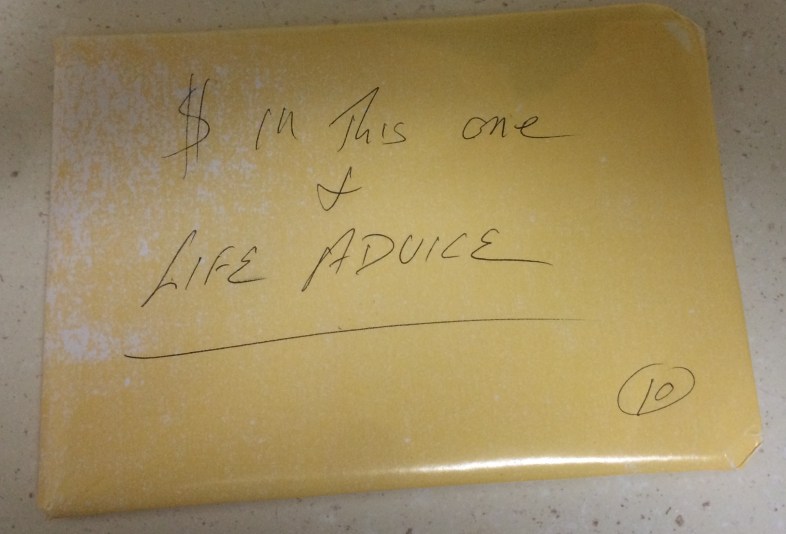 $ in This one
&
LIFE ADVICE
10